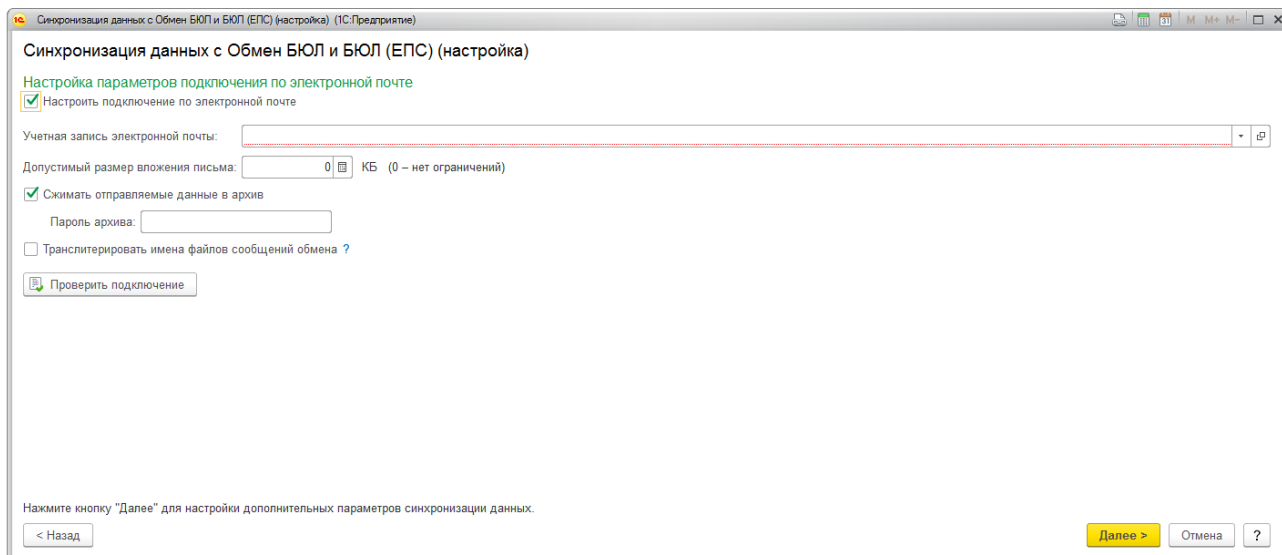 1С Синхронизация данных с Обмен БЮЛ и БЮЛ (ЕПС) (настройка) (1С:Предприятие) 31 M M+ M-
Синхронизация данных с Обмен БЮЛ и БЮЛ (ЕПС) (настройка)
Настройка параметров подключения по электронной почте
Настроить подключение по электронной почте
Учетная запись электронной почты:
Допустимый размер вложения письма: 0 КБ (0 – нет ограничений)
Сжимать отправляемые данные в архив
Пароль архива:
Транслитерировать имена файлов сообщений обмена ?
Проверить подключение
Нажмите кнопку "Далее" для настройки дополнительных параметров синхронизации данных.
< Назад Далее > Отмена ?